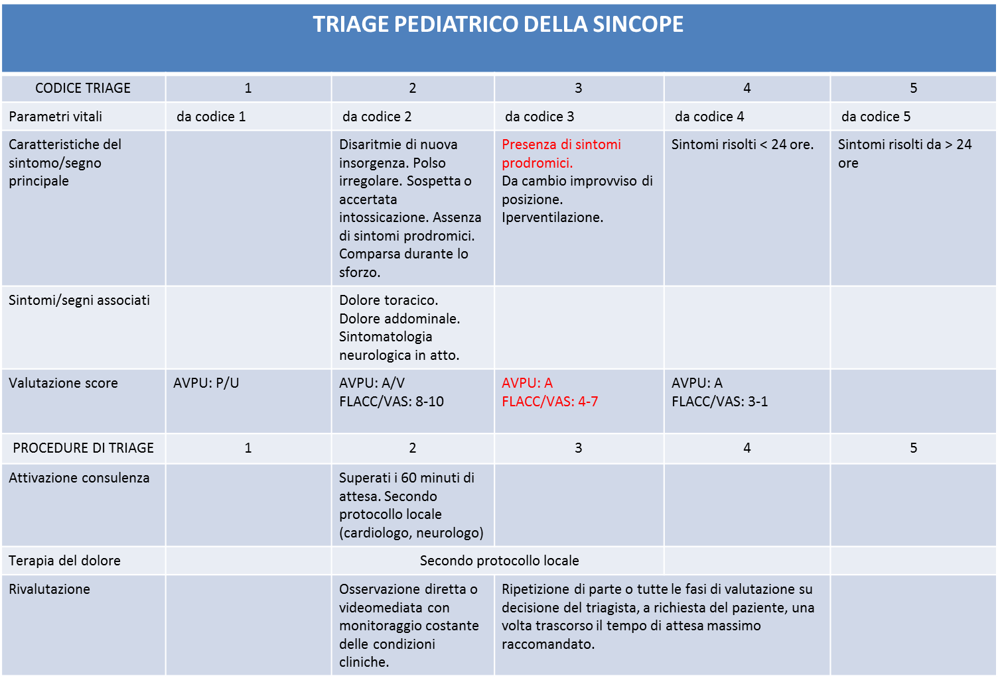 TRIAGE PEDIATRICO DELLA SINCOPE
CODICE TRIAGE
1
2
3
4
5
Parametri vitali
da codice 1
da codice 2
da codice 3
da codice 4
da codice 5
Caratteristiche del
sintomo/segno
principale
Disaritmie di nuova
insorgenza. Polso
irregolare. Sospetta o
accertata
intossicazione. Assenza
di sintomi prodromici.
Comparsa durante lo
sforzo.
Presenza di sintomi
prodromici.
Da cambio improvviso di
posizione.
Iperventilazione.
Sintomi risolti < 24 ore.
Sintomi risolti da > 24
ore
Sintomi/segni associati
Dolore toracico.
Dolore addominale.
Sintomatologia
neurologica in atto.
Valutazione score
AVPU: P/U
AVPU: A/V
FLACC/VAS: 8-10
AVPU: A
FLACC/VAS: 4-7
AVPU: A
FLACC/VAS: 3-1
PROCEDURE DI TRIAGE
1
2
3
4
5
Attivazione consulenza
Superati i 60 minuti di
attesa. Secondo
protocollo locale
(cardiologo, neurologo)
Terapia del dolore
Secondo protocollo locale
Rivalutazione
Osservazione diretta o
videomediata con
monitoraggio costante
delle condizioni
cliniche.
Ripetizione di parte o tutte le fasi di valutazione su
decisione del triagista, a richiesta del paziente, una
volta trascorso il tempo di attesa massimo
raccomandato.